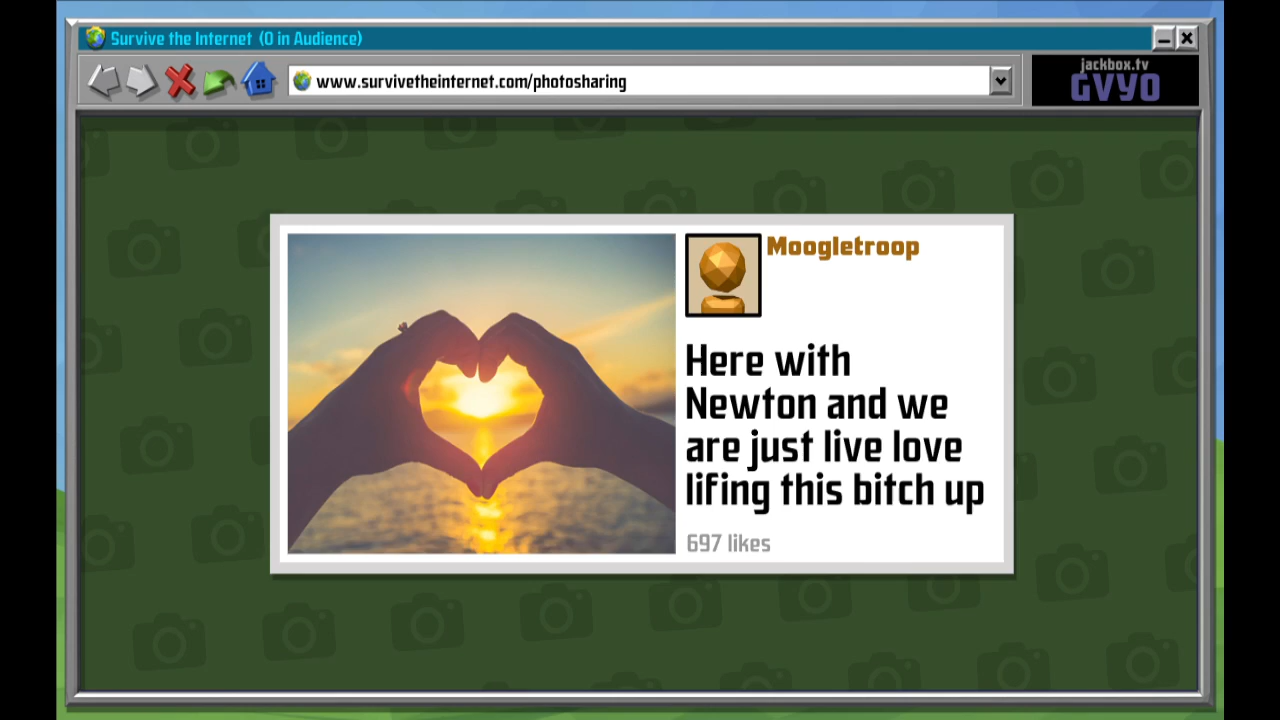 Survive the Internet (0 in Audience)
www.survivetheinternet.com/photosharing
jackbox.tv
GVYO
Moogletroop
Here with
Newton and we
are just live love
lifing this bitch up
697 likes